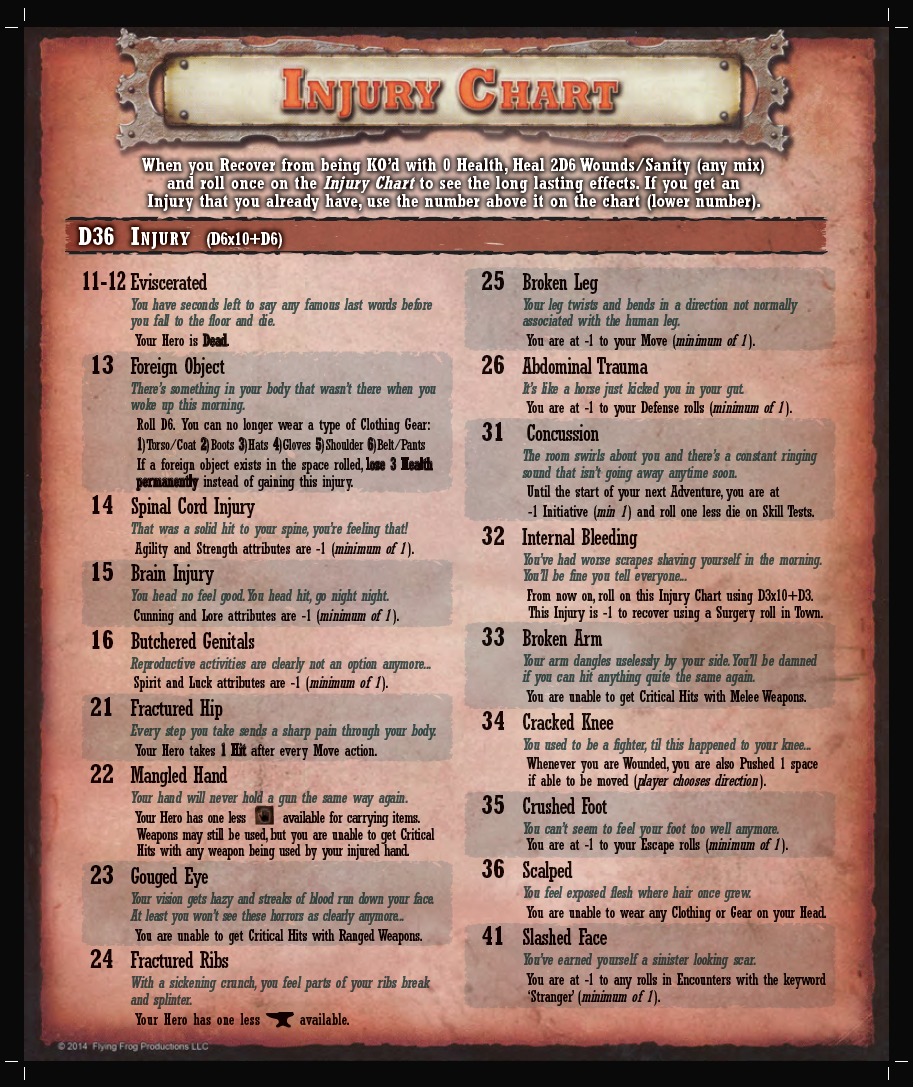 Injury Chart
When you Recover from being KO'd with 0 Health, Heal 2D6 Wounds/Sanity (any mix)
and roll once on the Injury Chart to see the long lasting effects. If you get an
Injury that you already have, use the number above it on the chart (lower number).
D36 Injury (D6x10+D6)
11-12 Eviscerated
You have seconds left to say any famous last words before
you fall to the floor and die.
Your Hero is Dead.
13 Foreign Object
There's something in your body that wasn't there when you
woke up this morning.
Roll D6. You can no longer wear a type of Clothing Gear:
1)Torso/Coat 2)Boots 3)Hats 4)Gloves 5)Shoulder 6)Belt/Pants
If a foreign object exists in the space rolled, lose 3 Health
permanently instead of gaining this injury.
14 Spinal Cord Injury
That was a solid hit to your spine, you're feeling that!
Agility and Strength attributes are -1 (minimum of 1).
15 Brain Injury
You head no feel good. You head hit, go night night.
Cunning and Lore attributes are -1 (minimum of 1).
16 Butchered Genitals
Reproductive activities are clearly not an option anymore...
Spirit and Luck attributes are -1 (minimum of 1).
21 Fractured Hip
Every step you take sends a sharp pain through your body.
Your Hero takes 1 Hit after every Move action.
22 Mangled Hand
Your hand will never hold a gun the same way again.
Your Hero has one less available for carrying items.
Weapons may still be used, but you are unable to get Critical
Hits with any weapon being used by your injured hand.
23 Gouged Eye
Your vision gets hazy and streaks of blood run down your face.
At least you won't see these horrors as clearly anymore...
You are unable to get Critical Hits with Ranged Weapons.
24 Fractured Ribs
With a sickening crunch, you feel parts of your ribs break
and splinter.
Your Hero has one less available.
25 Broken Leg
Your leg twists and bends in a direction not normally
associated with the human leg.
You are at -1 to your Move (minimum of 1).
26 Abdominal Trauma
It's like a horse just kicked you in your gut.
You are at -1 to your Defense rolls (minimum of 1).
31 Concussion
The room swirls about you and there's a constant ringing
sound that isn't going away anytime soon.
Until the start of your next Adventure, you are at
-1 Initiative (min 1) and roll one less die on Skill Tests.
32 Internal Bleeding
You've had worse scrapes shaving yourself in the morning.
You'll be fine you tell everyone...
From now on, roll on this Injury Chart using D3x10+D3.
This Injury is -1 to recover using a Surgery roll in Town.
33 Broken Arm
Your arm dangles uselessly by your side. You'll be damned
if you can hit anything quite the same again.
You are unable to get Critical Hits with Melee Weapons.
34 Cracked Knee
You used to be a fighter, til this happened to your knee...
Whenever you are Wounded, you are also Pushed 1 space
if able to be moved (player chooses direction).
35 Crushed Foot
You can't seem to feel your foot too well anymore.
You are at -1 to your Escape rolls (minimum of 1).
36 Scalped
You feel exposed flesh where hair once grew.
You are unable to wear any Clothing or Gear on your Head.
41 Slashed Face
You've earned yourself a sinister looking scar.
You are at -1 to any rolls in Encounters with the keyword
'Stranger' (minimum of 1).
© 2014 Flying Frog Productions LLC